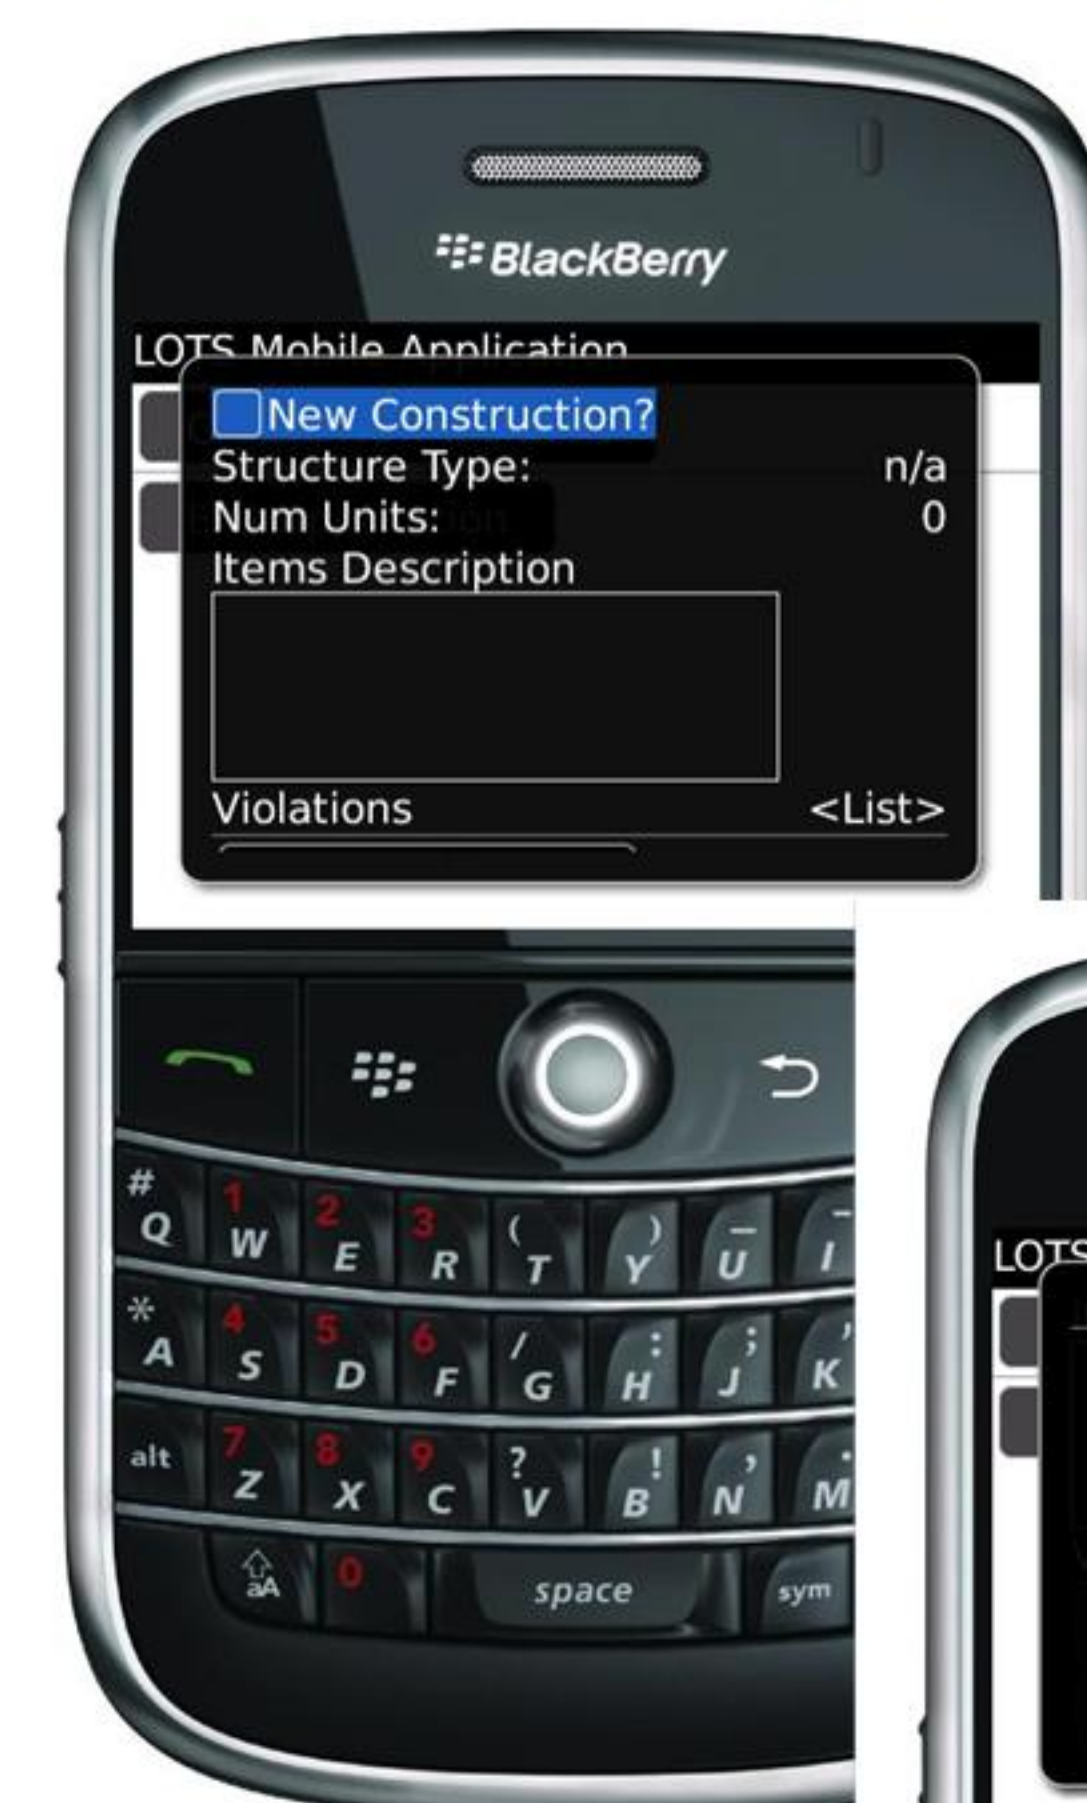 BlackBerry
LOTS Mobile Application
New Construction?
Structure Type: n/a
Num Units: 0
Items Description
Violations <List>
# 1 2 3 ( ) _ -
Q W E R T Y U I
* 4 5 6 / : ; '
A S D F G H J K
alt 7 8 9 ? ! , .
Z X C V B N M
aA 0 space sym
LOTS